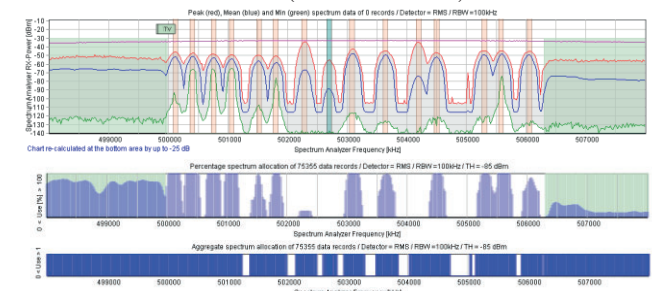 Peak (red), Mean (blue) and Min (green) spectrum data of 0 records / Detector = RMS / RBW=100kHz
Spectrum Analyser RX-Power [dBm]
-10
-20
-30
-40
-50
-60
-70
-80
-90
-100
-110
-120
-130
-140
TV
499000 500000 501000 502000 503000 504000 505000 506000 507000
Chart re-calculated at the bottom area by up to -25 dB
Spectrum Analyzer Frequency [kHz]
Percentage spectrum allocation of 75355 data records / Detector = RMS / RBW=100kHz / TH = -85 dBm
0 < Use [%] > 100
499000 500000 501000 502000 503000 504000 505000 506000 507000
Spectrum Analyzer Frequency [kHz]
Aggregate spectrum allocation of 75355 data records / Detector = RMS / RBW=100kHz / TH = -85 dBm
0 < Use > 1
499000 500000 501000 502000 503000 504000 505000 506000 507000